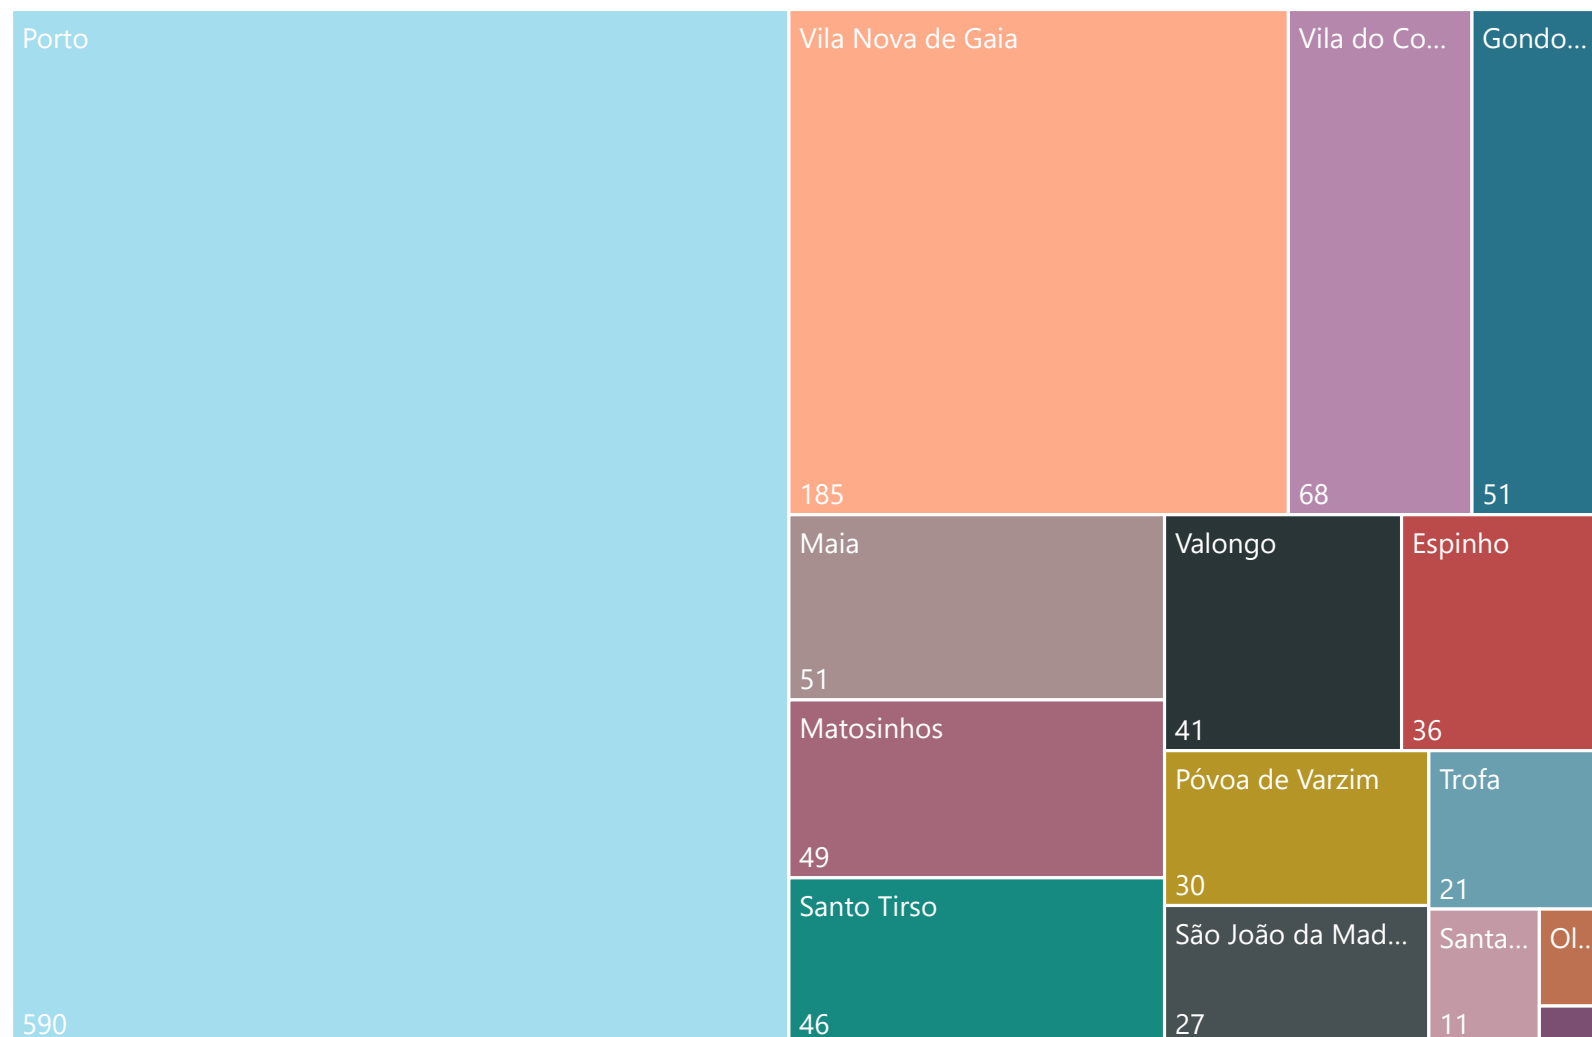 Porto
590
Vila Nova de Gaia
185
Vila do Co...
68
Gondo...
51
Maia
51
Matosinhos
49
Santo Tirso
46
Valongo
41
Espinho
36
Póvoa de Varzim
30
São João da Mad...
27
Trofa
21
Santa...
11
Ol...